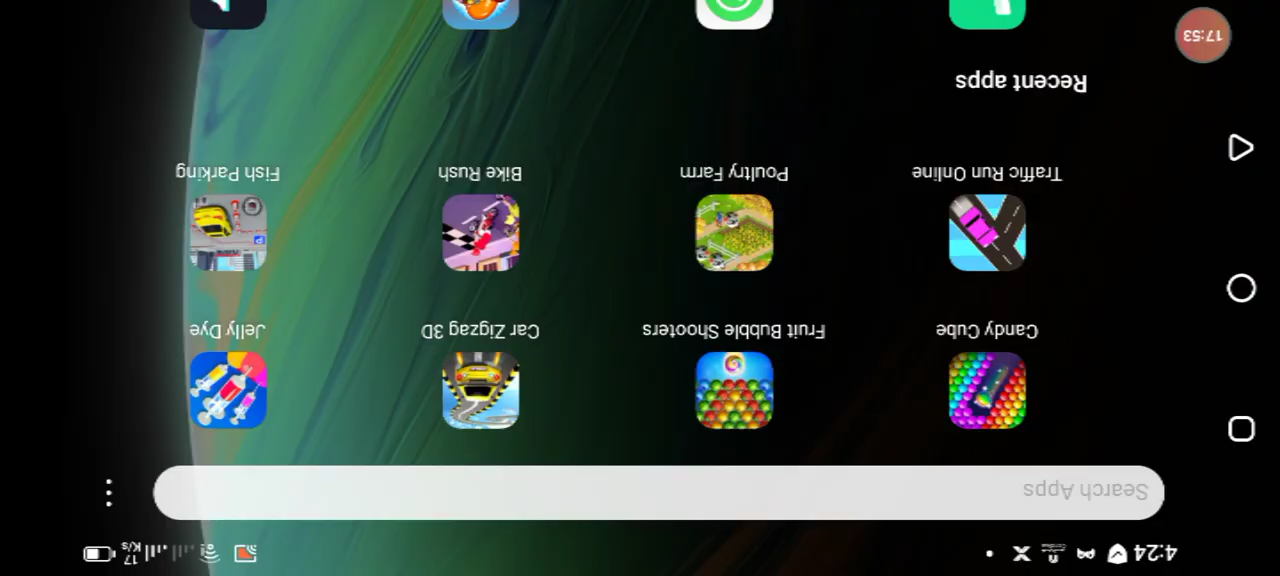 4:24
17 K/s
Search Apps
Candy Cube
Fruit Bubble Shooters
Car Zigzag 3D
Jelly Dye
Traffic Run Online
Poultry Farm
Bike Rush
Fish Parking
Recent apps
17:53